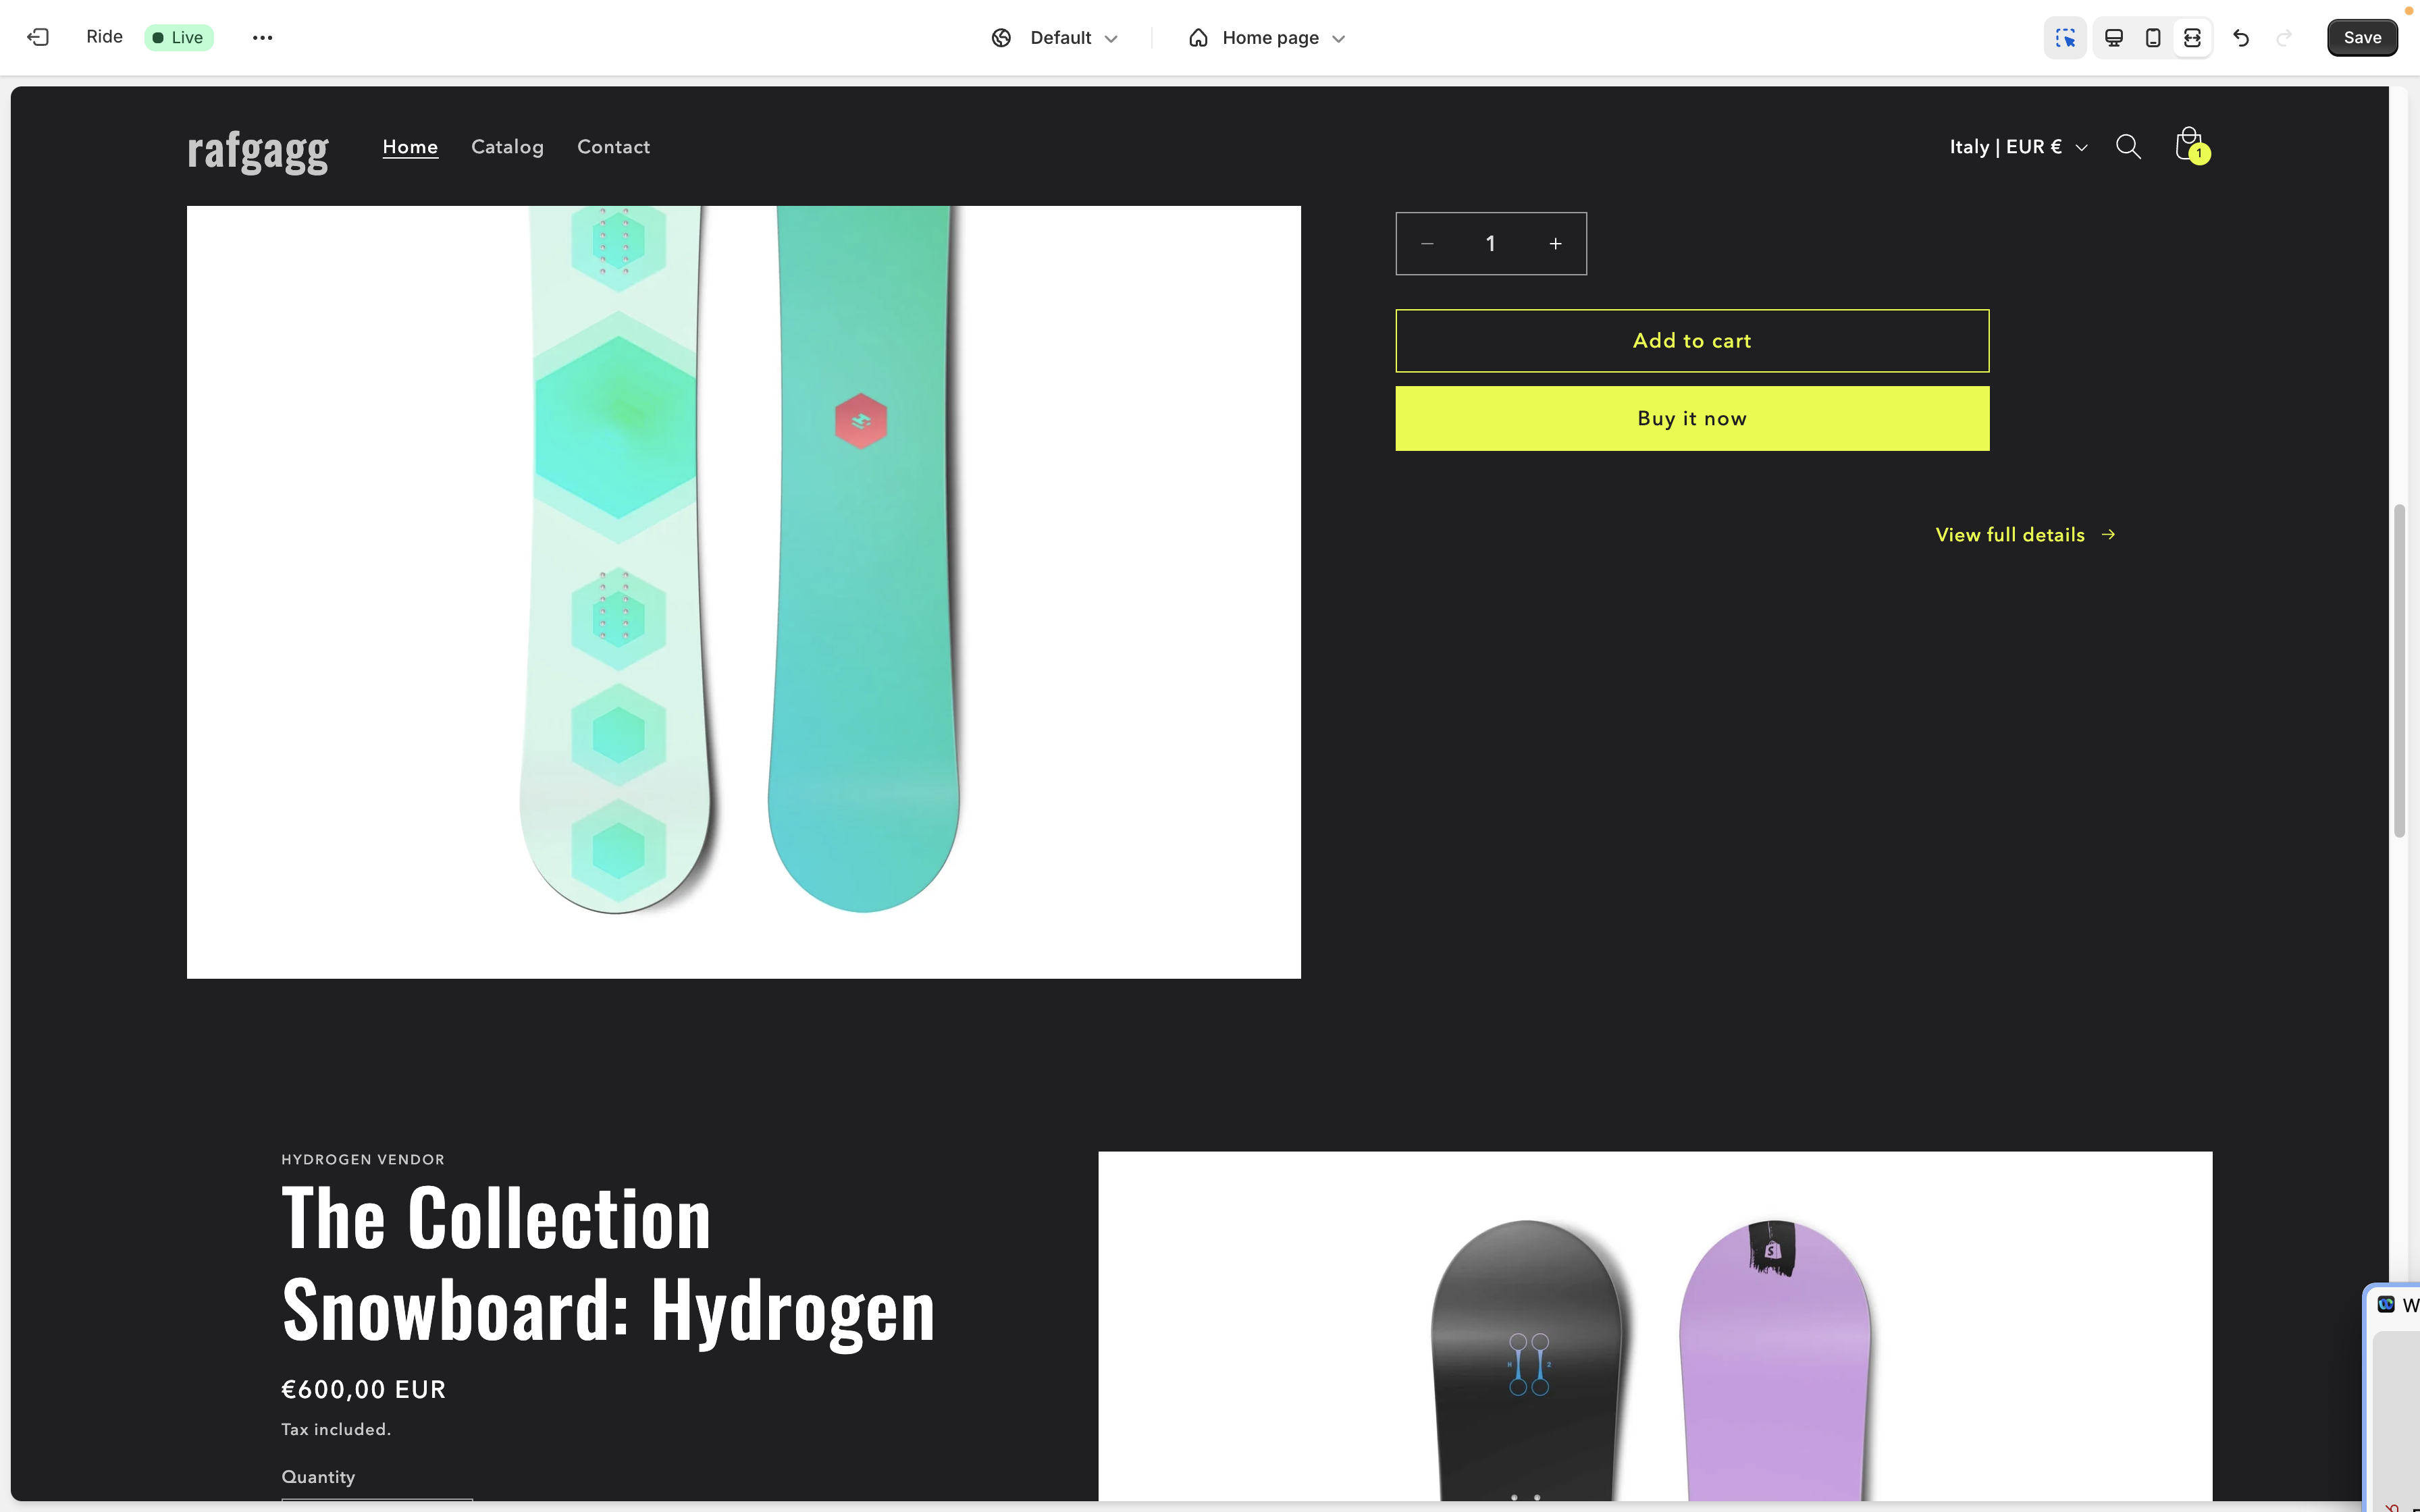 Ride
Live
Default
Home page
Save
rafgagg
Home
Catalog
Contact
Italy | EUR €
1
1
Add to cart
Buy it now
View full details
HYDROGEN VENDOR
The Collection
Snowboard: Hydrogen
€600,00 EUR
Tax included.
Quantity
S
H 2
W